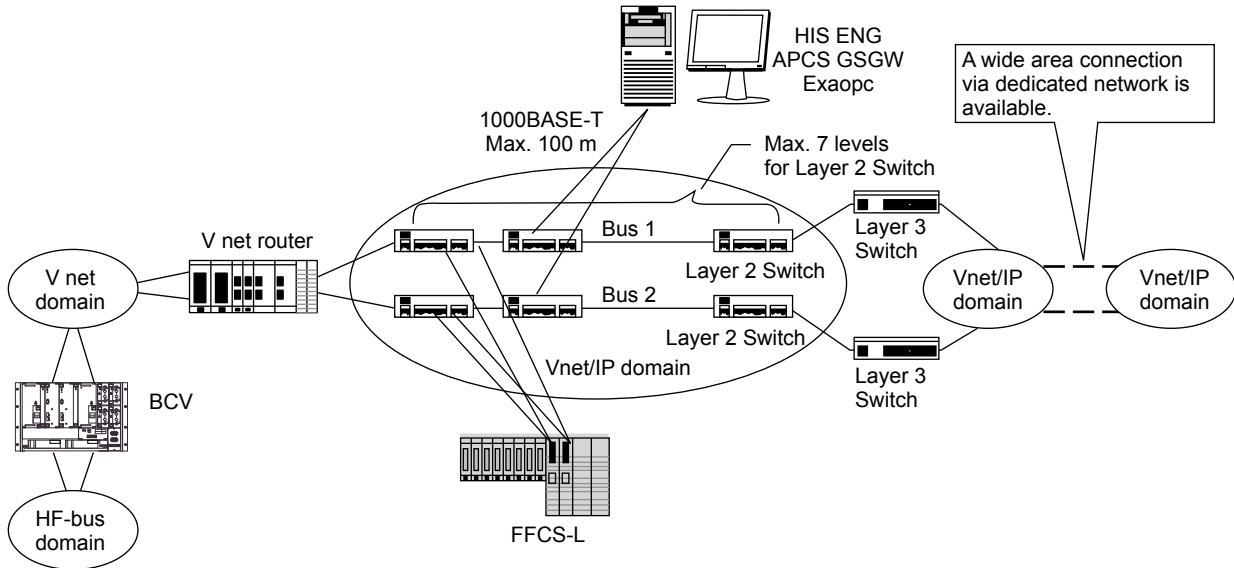 HIS ENG
APCS GSGW
Exaopc
A wide area connection
via dedicated network is
available.
1000BASE-T
Max. 100 m
Max. 7 levels
for Layer 2 Switch
V net router
Bus 1
Layer 2 Switch
Layer 3
Switch
V net
domain
Vnet/IP
domain
Vnet/IP
domain
Bus 2
Layer 2 Switch
Vnet/IP domain
Layer 3
Switch
BCV
HF-bus
domain
FFCS-L